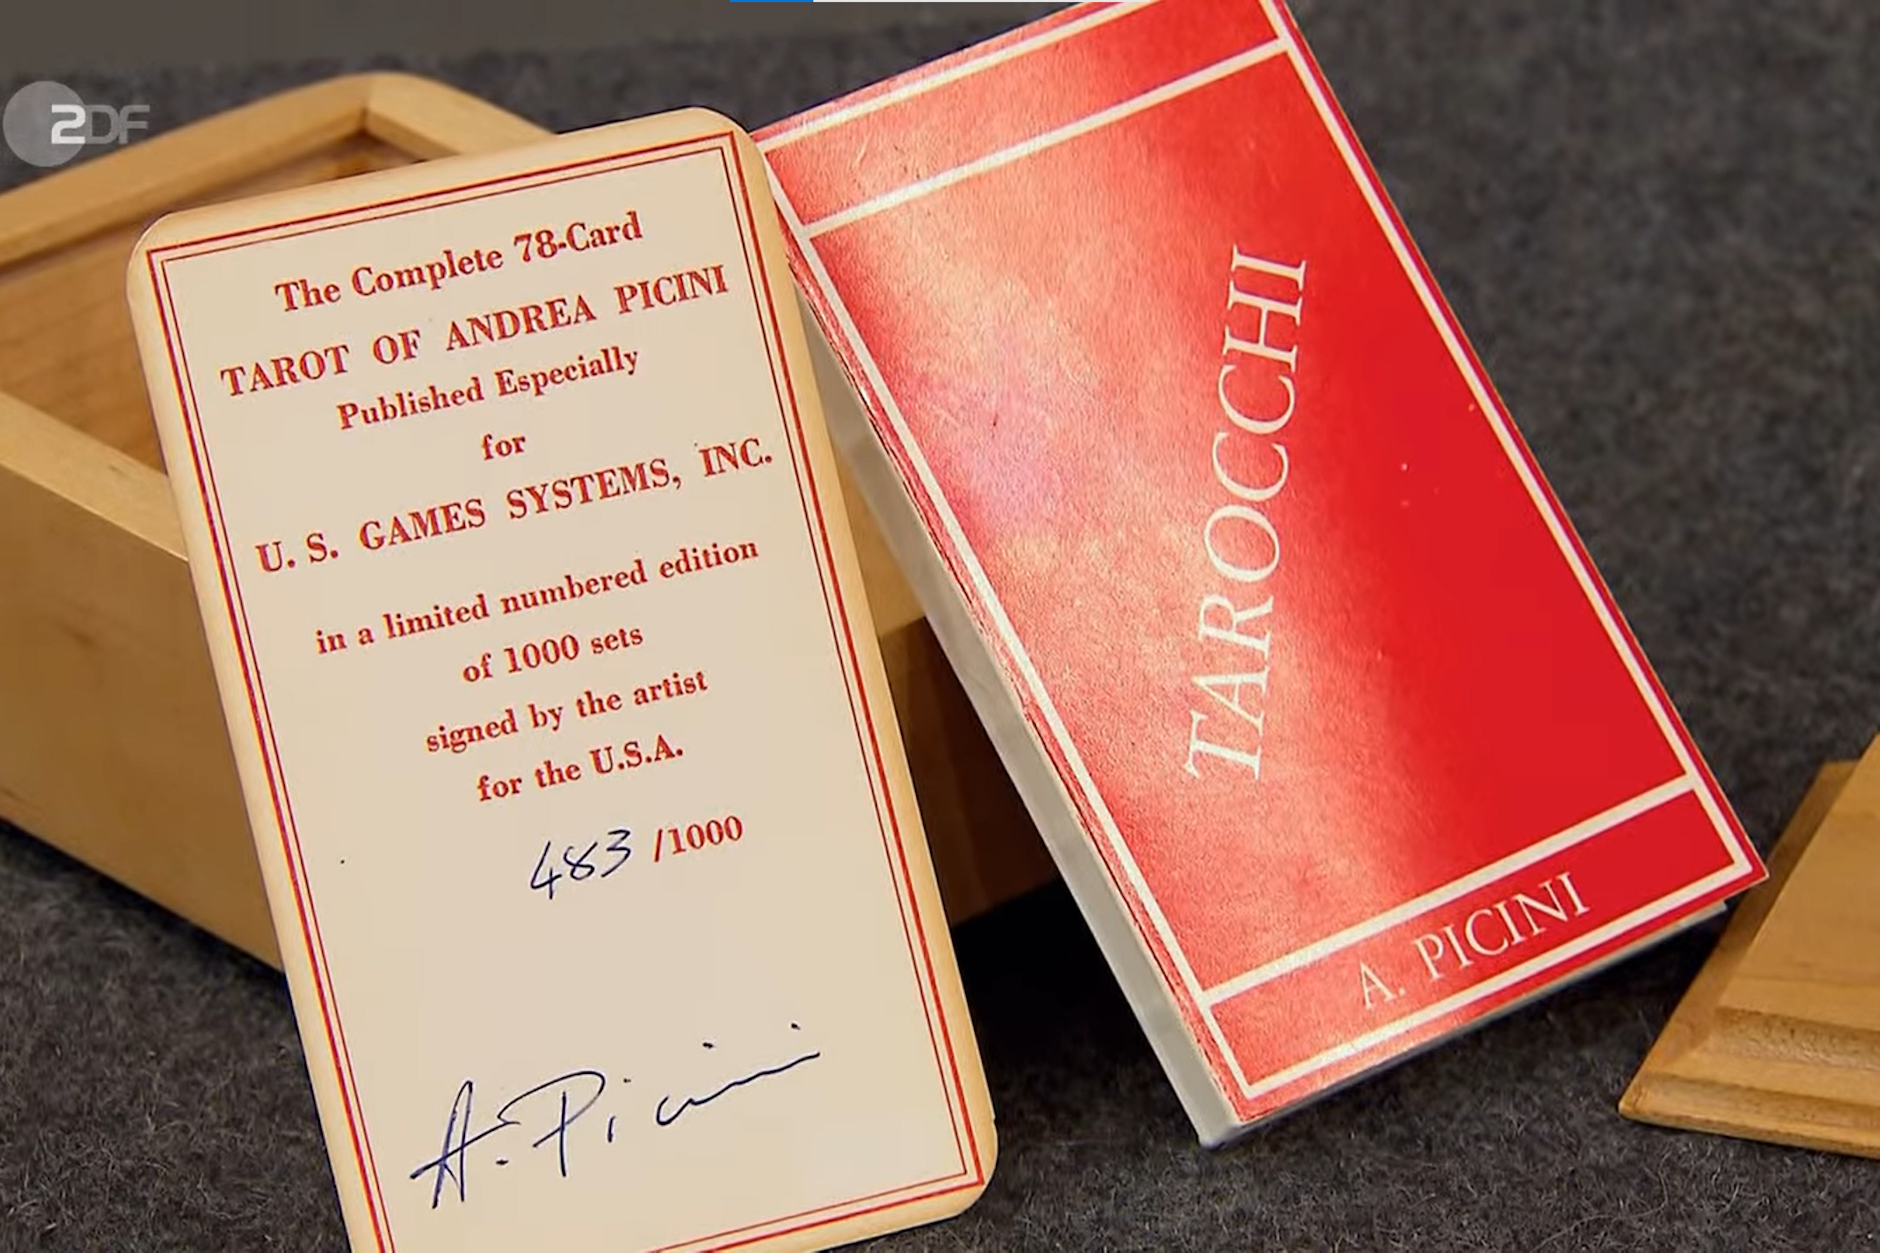 ZDF
The Complete 78-Card
TAROT OF ANDREA PICINI
Published Especially
for
U. S. GAMES SYSTEMS, INC.
in a limited numbered edition
of 1000 sets
signed by the artist
for the U.S.A.
483 /1000
A. Picini
TAROCCHI
A. PICINI